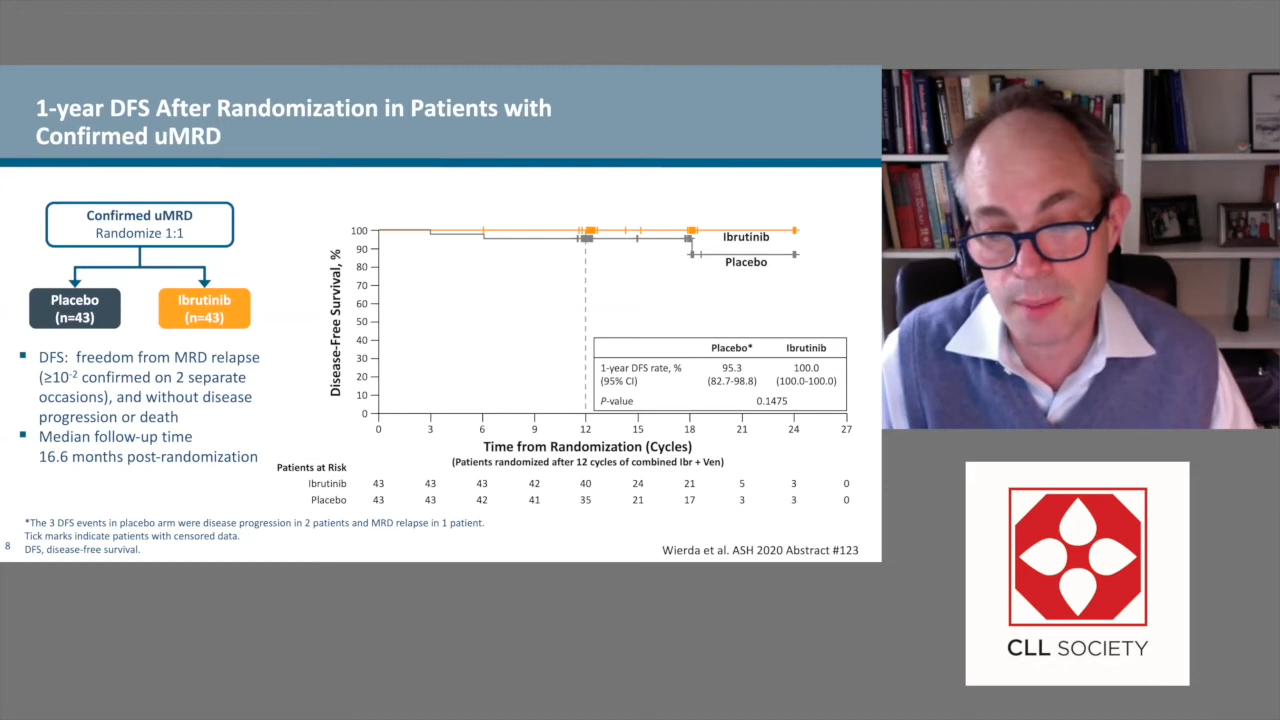 1-year DFS After Randomization in Patients with
Confirmed uMRD
Confirmed uMRD
Randomize 1:1
Placebo
(n=43)
Ibrutinib
(n=43)
DFS: freedom from MRD relapse
(≥10-2 confirmed on 2 separate
occasions), and without disease
progression or death
Median follow-up time
16.6 months post-randomization
Disease-Free Survival, %
100
90
80
70
60
50
40
30
20
10
0
Ibrutinib
Placebo
Placebo* Ibrutinib
1-year DFS rate, % 95.3 100.0
(95% CI) (82.7-98.8) (100.0-100.0)
P-value 0.1475
0 3 6 9 12 15 18 21 24 27
Time from Randomization (Cycles)
(Patients randomized after 12 cycles of combined Ibr + Ven)
Patients at Risk
Ibrutinib 43 43 43 42 40 24 21 5 3 0
Placebo 43 43 42 41 35 21 17 3 3 0
*The 3 DFS events in placebo arm were disease progression in 2 patients and MRD relapse in 1 patient.
Tick marks indicate patients with censored data.
DFS, disease-free survival.
8
Wierda et al. ASH 2020 Abstract #123
CLL SOCIETY